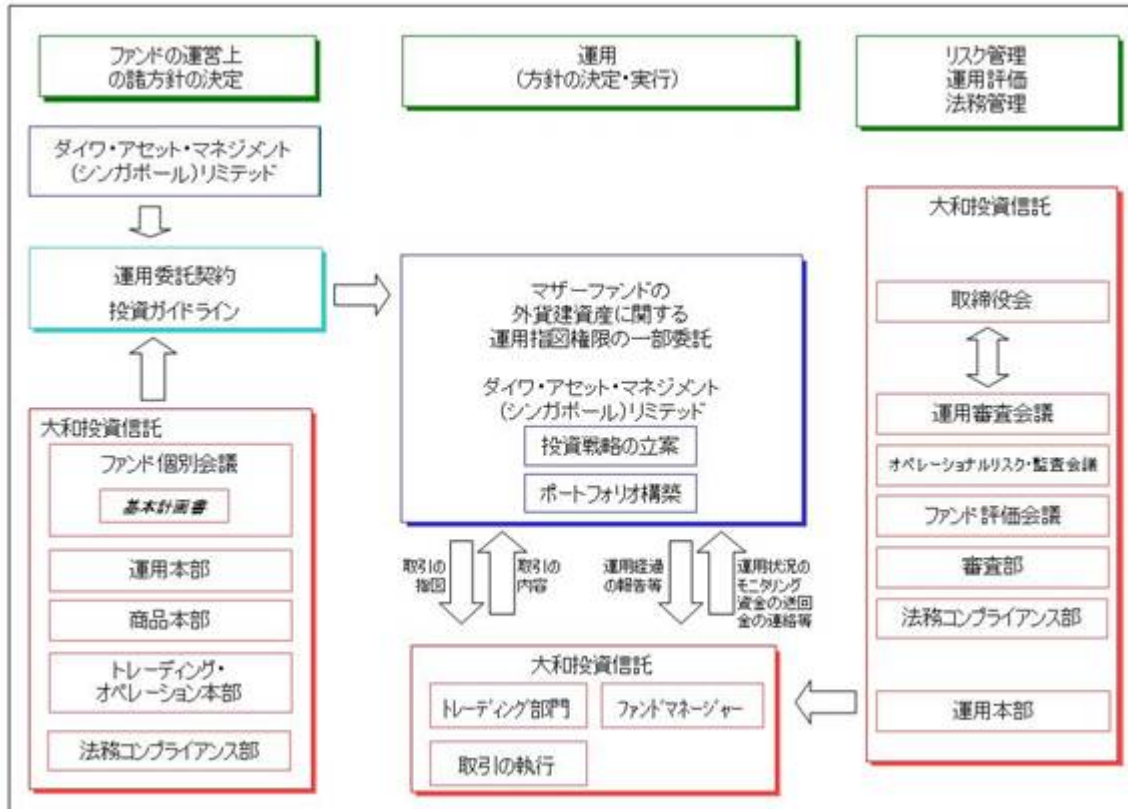 ファンドの運営上
の諸方針の決定
運用
(方針の決定・実行)
リスク管理
運用評価
法務管理
ダイワ・アセット・マネジメント
(シンガポール)リミテッド
運用委託契約
投資ガイドライン
大和投資信託
ファンド個別会議
基本計画書
運用本部
商品本部
トレーディング・
オペレーション本部
法務コンプライアンス部
マザーファンドの
外貨建資産に関する
運用指図権限の一部委託
ダイワ・アセット・マネジメント
(シンガポール)リミテッド
投資戦略の立案
ポートフォリオ構築
取引の
指図
取引の
内容
運用経過
の報告等
運用状況の
モニタリング
資金の送回
金の連絡等
大和投資信託
トレーディング部門
ファンドマネージャー
取引の執行
大和投資信託
取締役会
運用審査会議
オペレーショナルリスク・監査会議
ファンド評価会議
審査部
法務コンプライアンス部
運用本部